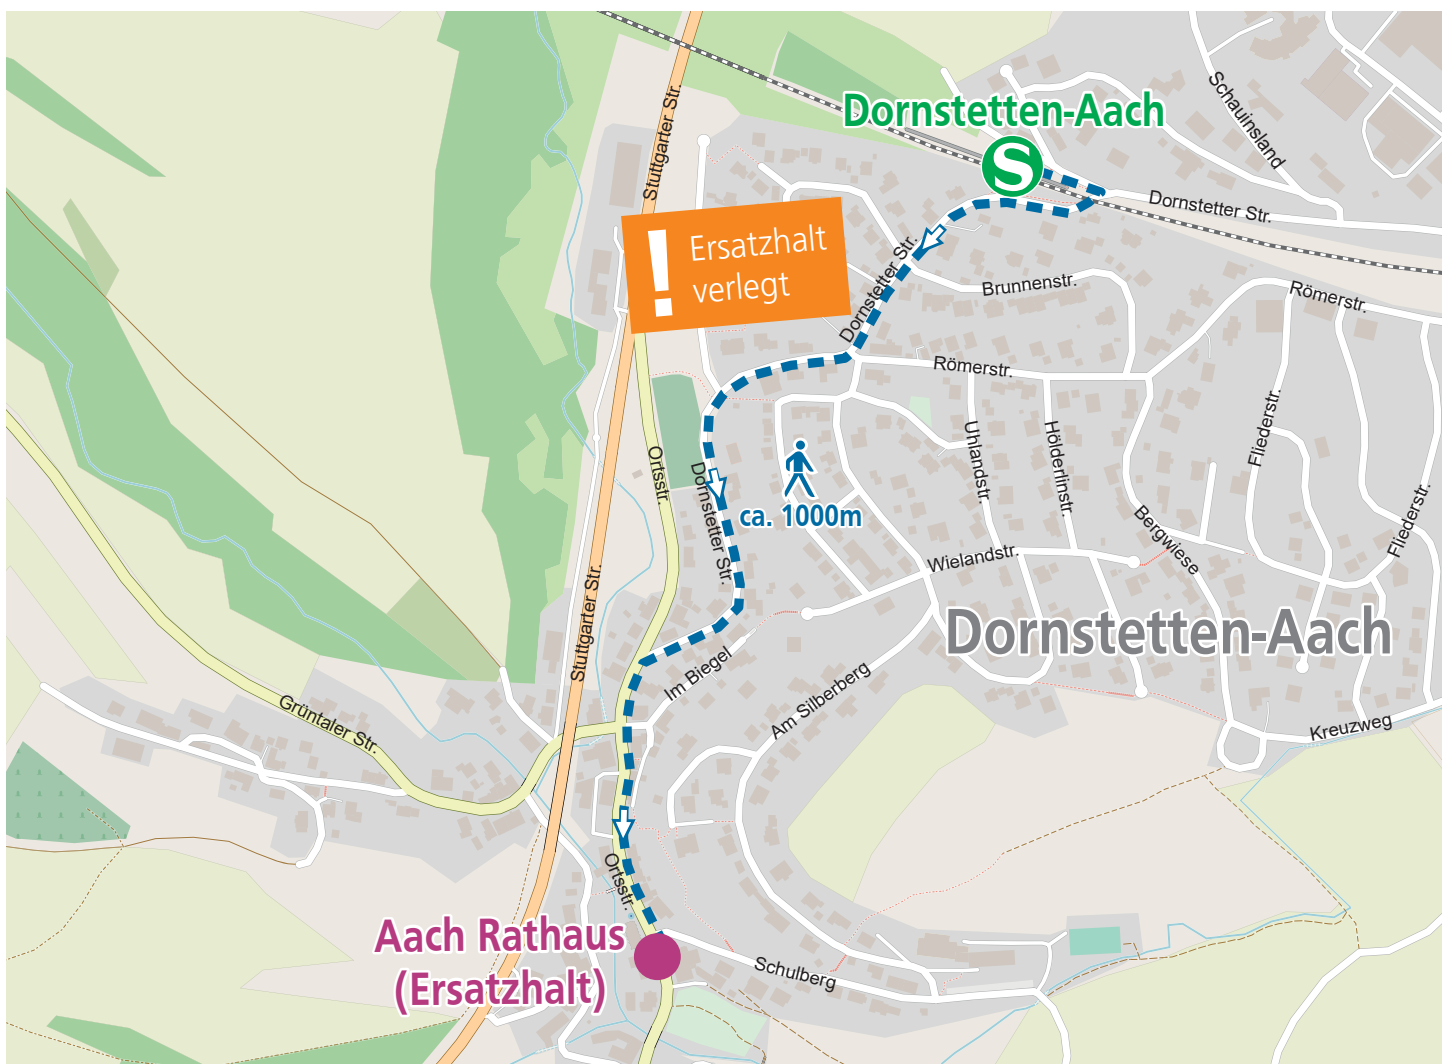 Dornstetten-Aach
S
Schauinsland
Stuttgarter Str.
Dornstetter Str.
! Ersatzhalt
verlegt
Dornstetter Str.
Brunnenstr.
Römerstr.
Römerstr.
Fliederstr.
Uhlandstr.
Hölderlinstr.
Ortsstr.
Dornstetter Str.
ca. 1000m
Fliederstr.
Bergwiese
Wielandstr.
Stuttgarter Str.
Dornstetten-Aach
Im Biegel
Am Silberberg
Grüntaler Str.
Kreuzweg
Ortsstr.
Aach Rathaus
(Ersatzhalt)
Schulberg